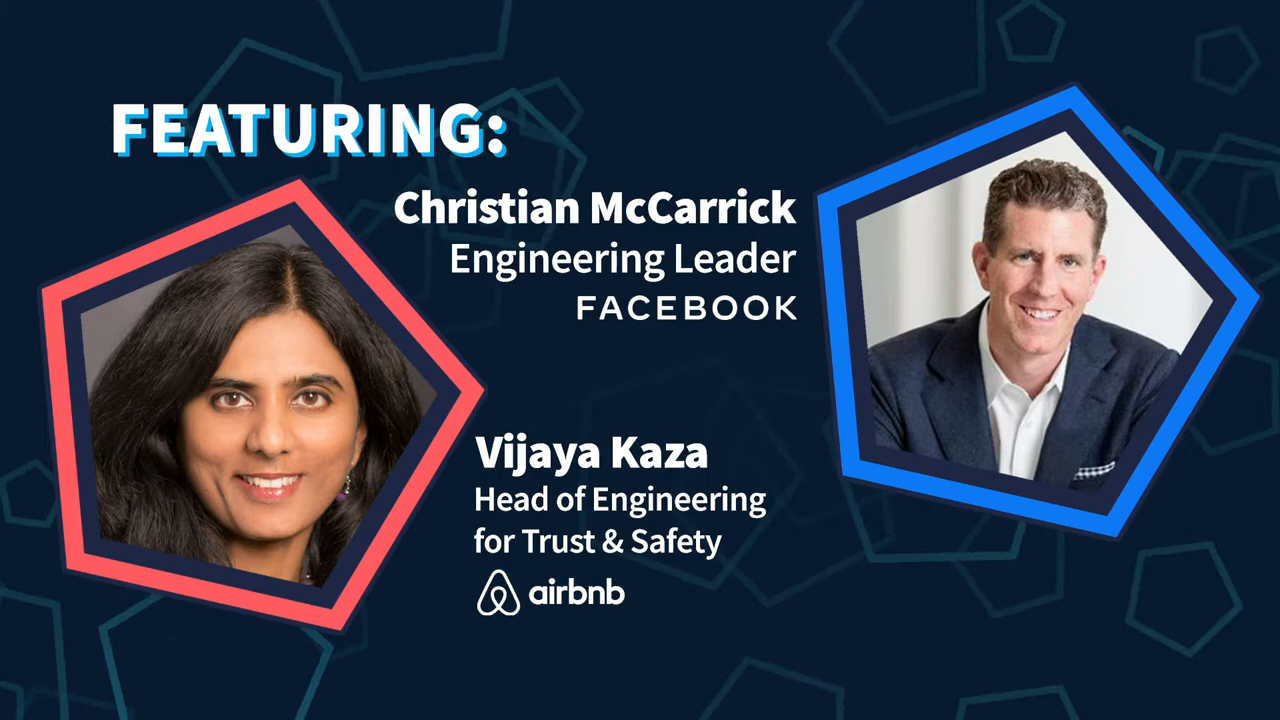 FEATURING:
Christian McCarrick
Engineering Leader
FACEBOOK
Vijaya Kaza
Head of Engineering
for Trust & Safety
airbnb